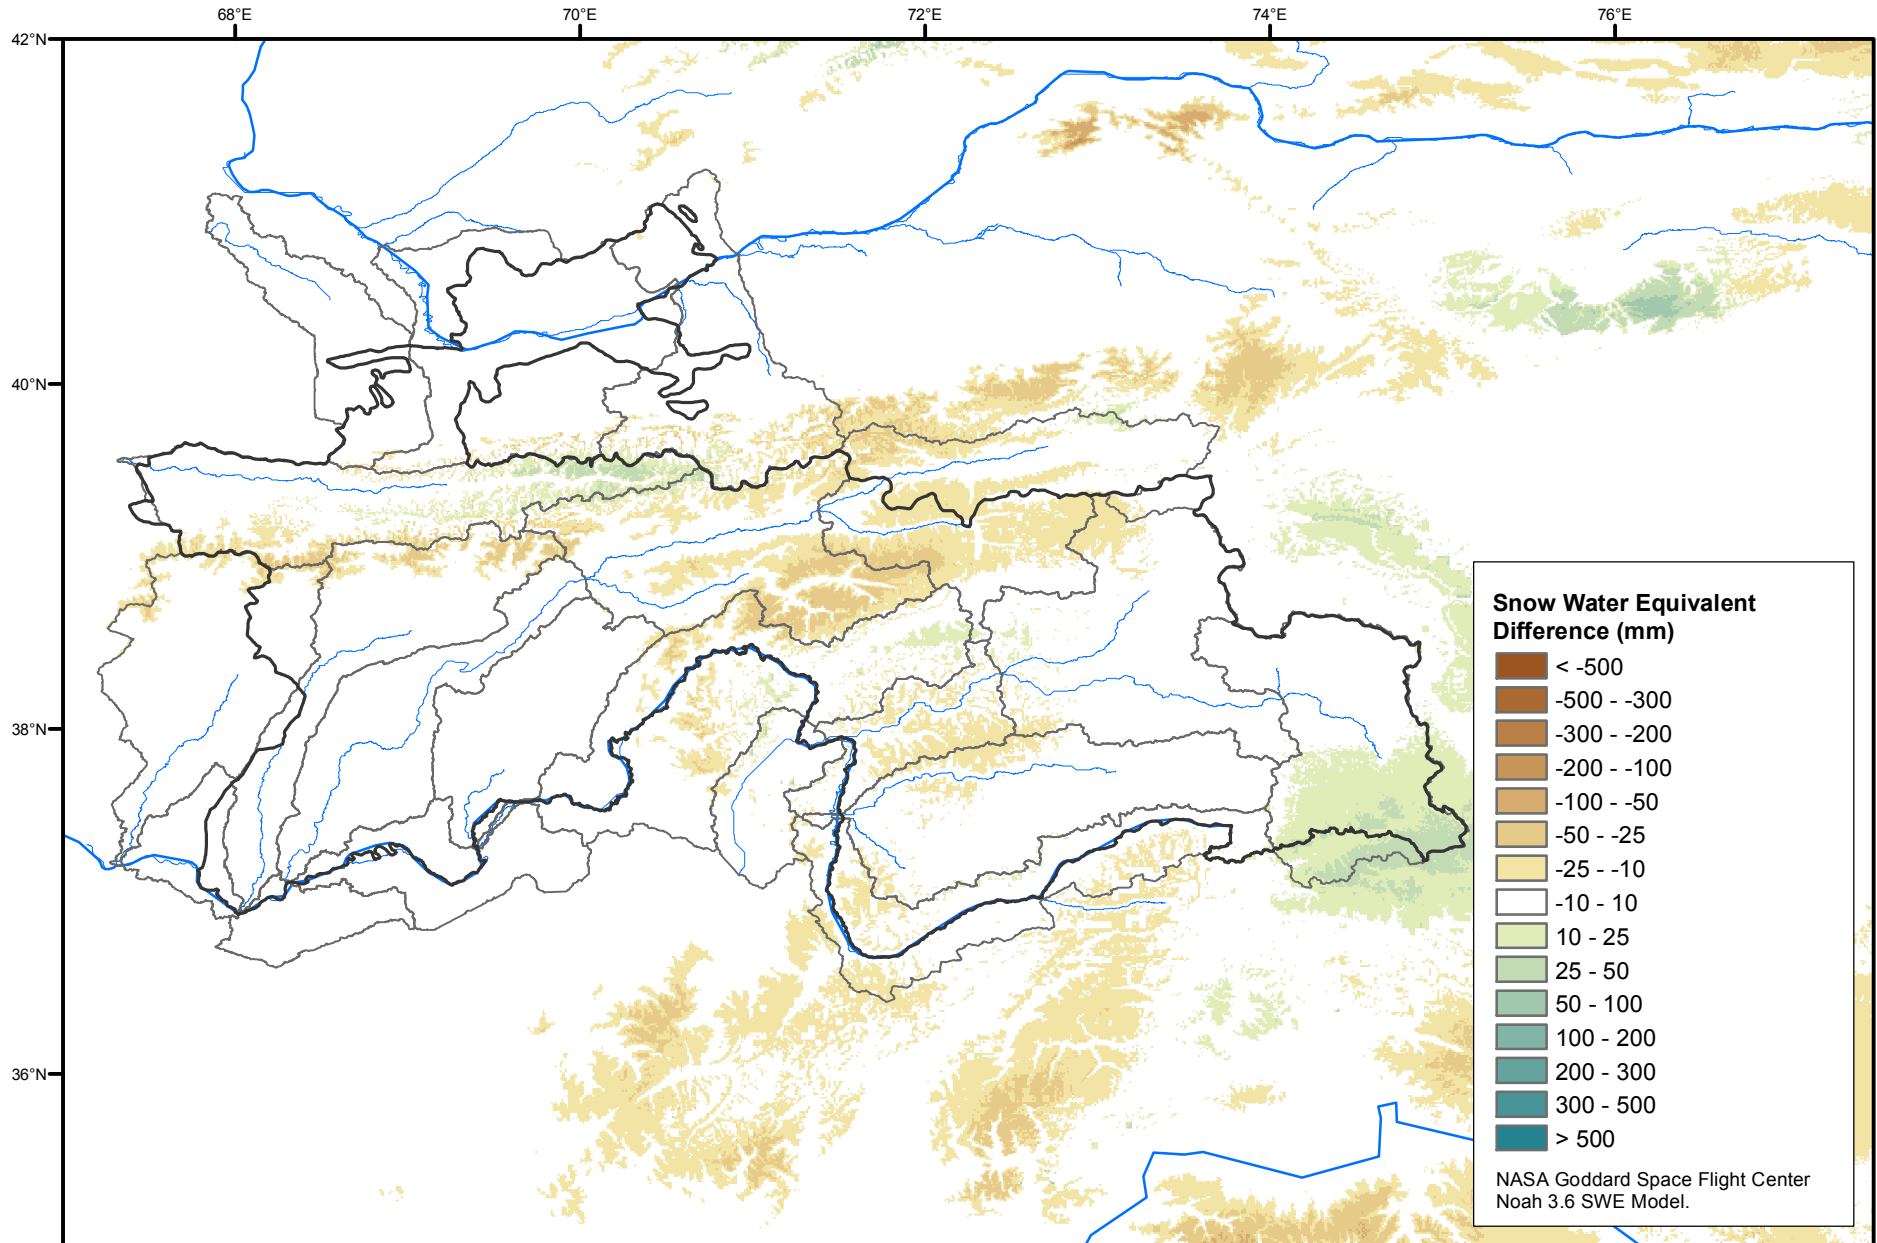 68°E
70°E
72°E
74°E
76°E
42°N
40°N
38°N
36°N
Snow Water Equivalent
Difference (mm)
< -500
-500 - -300
-300 - -200
-200 - -100
-100 - -50
-50 - -25
-25 - -10
-10 - 10
10 - 25
25 - 50
50 - 100
100 - 200
200 - 300
300 - 500
> 500
NASA Goddard Space Flight Center
Noah 3.6 SWE Model.